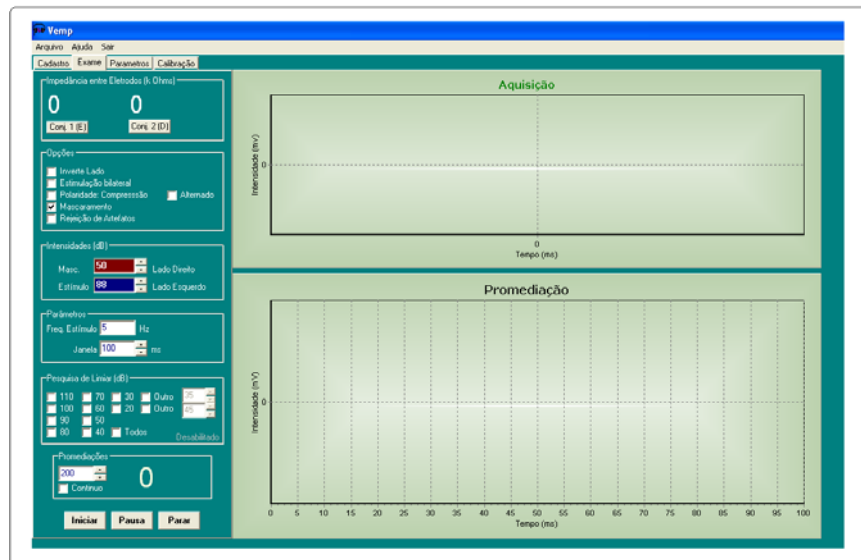 Vemp
Arquivo Ajuda Sair
Cadastro Exame Parametros Calibração
Impedância entre Eletrodos (k Ohms)
0 0
Conj. 1 (E) Conj. 2 (D)
Opções
Inverte Lado
Estimulação bilateral
Polaridade: Compresssão Alternado
Mascaramento
Rejeição de Artefatos
Intensidades (dB)
Masc. 50 Lado Direito
Estímulo 88 Lado Esquerdo
Parâmetros
Freq. Estímulo 5 Hz
Janela 100 ms
Pesquisa de Limiar (dB)
110 70 30 Outro 35
100 60 20 Outro 45
90 50
80 40 Todos Desabilitado
Promediações
200 0
Continuo
Iniciar Pausa Parar
Aquisição
Intensidade (mv)
0
0
Tempo (ms)
Promediação
Intensidade (mV)
0
0 5 10 15 20 25 30 35 40 45 50 55 60 65 70 75 80 85 90 95 100
Tempo (ms)